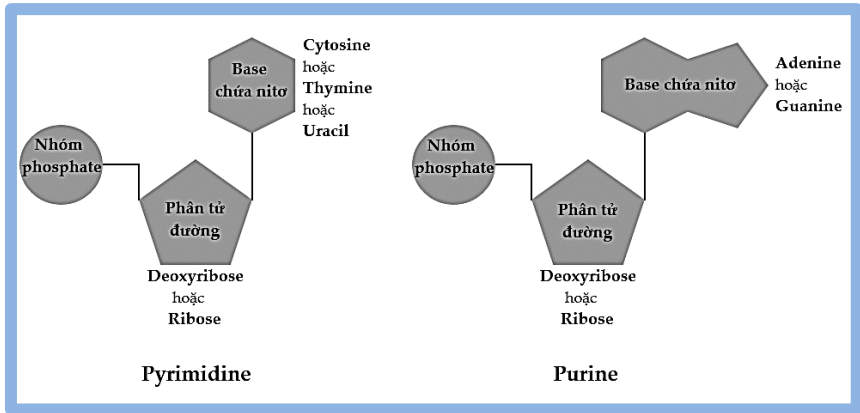 Cytosine
hoặc
Thymine
hoặc
Uracil
Base
chứa nitơ
Nhóm
phosphate
Phân tử
đường
Deoxyribose
hoặc
Ribose
Pyrimidine
Adenine
hoặc
Guanine
Base chứa nitơ
Nhóm
phosphate
Phân tử
đường
Deoxyribose
hoặc
Ribose
Purine